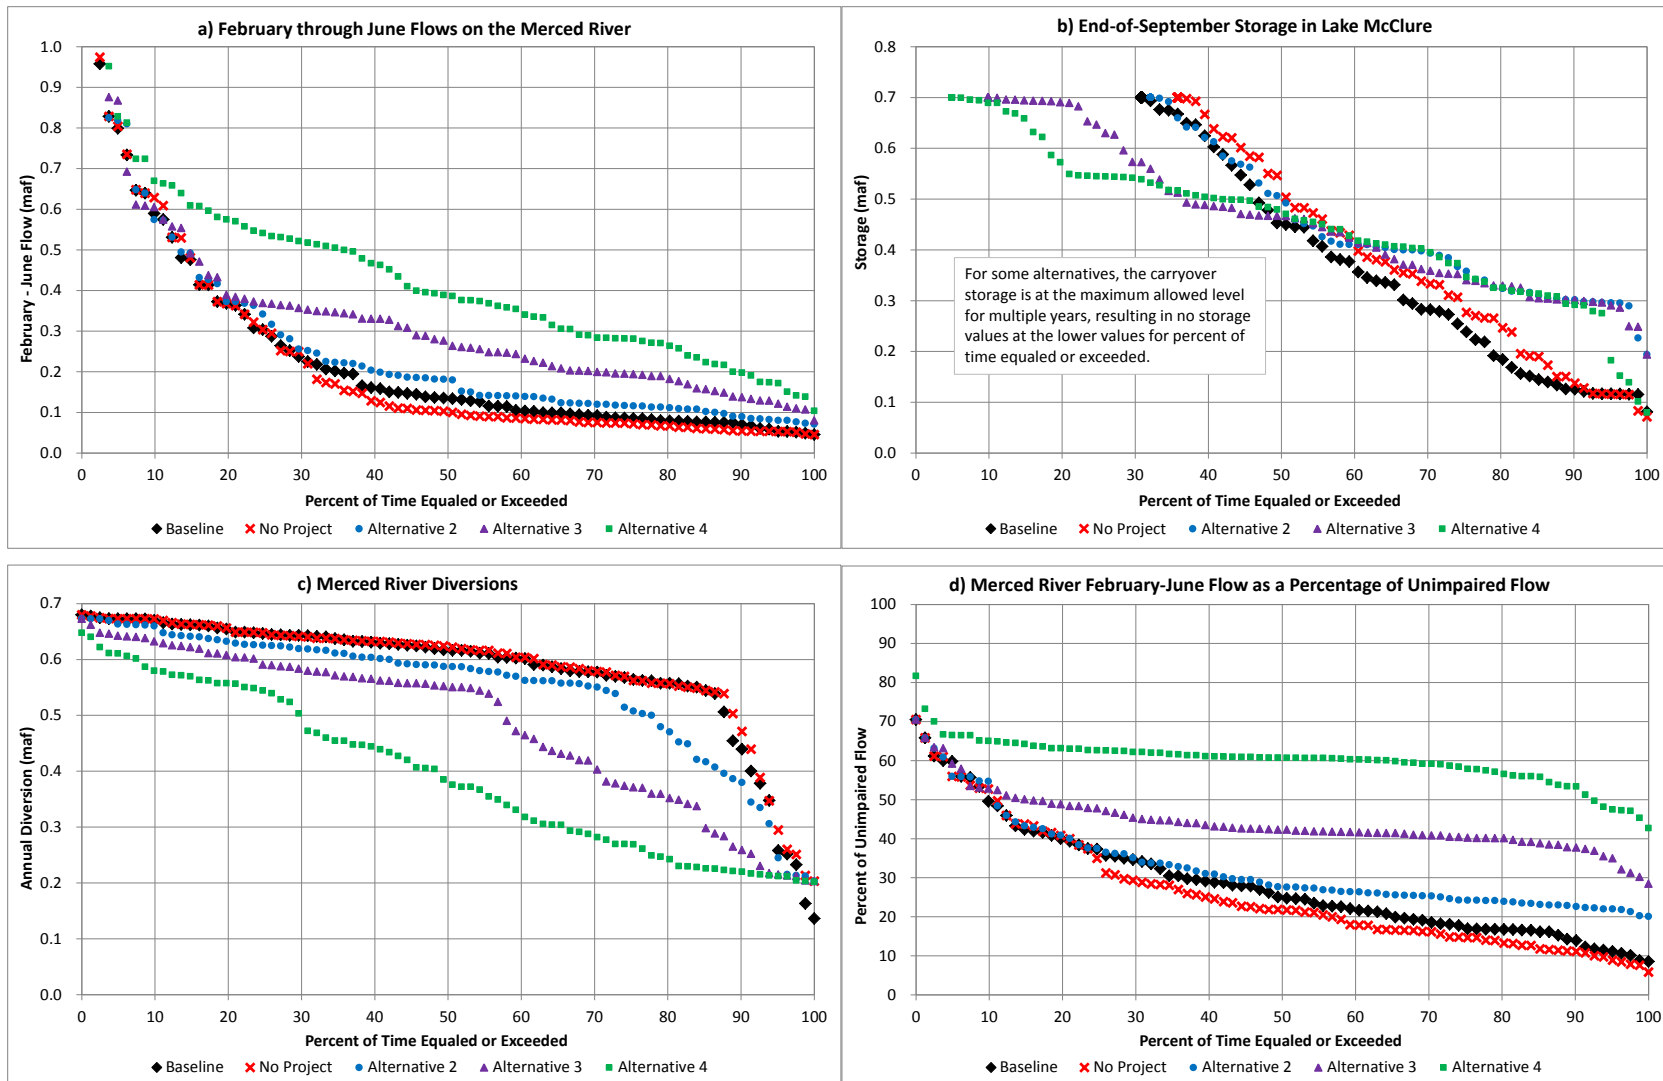 a) February through June Flows on the Merced River
February -June Flow (maf)
1.0
0.9
0.8
0.7
0.6
0.5
0.4
0.3
0.2
0.1
0.0
0 10 20 30 40 50 60 70 80 90 100
Percent of Time Equaled or Exceeded
Baseline No Project Alternative 2 Alternative 3 Alternative 4
b) End-of-September Storage in Lake McClure
Storage (maf)
0.8
0.7
0.6
0.5
0.4
0.3
0.2
0.1
0.0
For some alternatives, the carryover
storage is at the maximum allowed level
for multiple years, resulting in no storage
values at the lower values for percent of
time equaled or exceeded.
0 10 20 30 40 50 60 70 80 90 100
Percent of Time Equaled or Exceeded
Baseline No Project Alternative 2 Alternative 3 Alternative 4
c) Merced River Diversions
Annual Diversion (maf)
0.7
0.6
0.5
0.4
0.3
0.2
0.1
0.0
0 10 20 30 40 50 60 70 80 90 100
Percent of Time Equaled or Exceeded
Baseline No Project Alternative 2 Alternative 3 Alternative 4
d) Merced River February-June Flow as a Percentage of Unimpaired Flow
Percent of Unimpaired Flow
100
90
80
70
60
50
40
30
20
10
0
0 10 20 30 40 50 60 70 80 90 100
Percent of Time Equaled or Exceeded
Baseline No Project Alternative 2 Alternative 3 Alternative 4